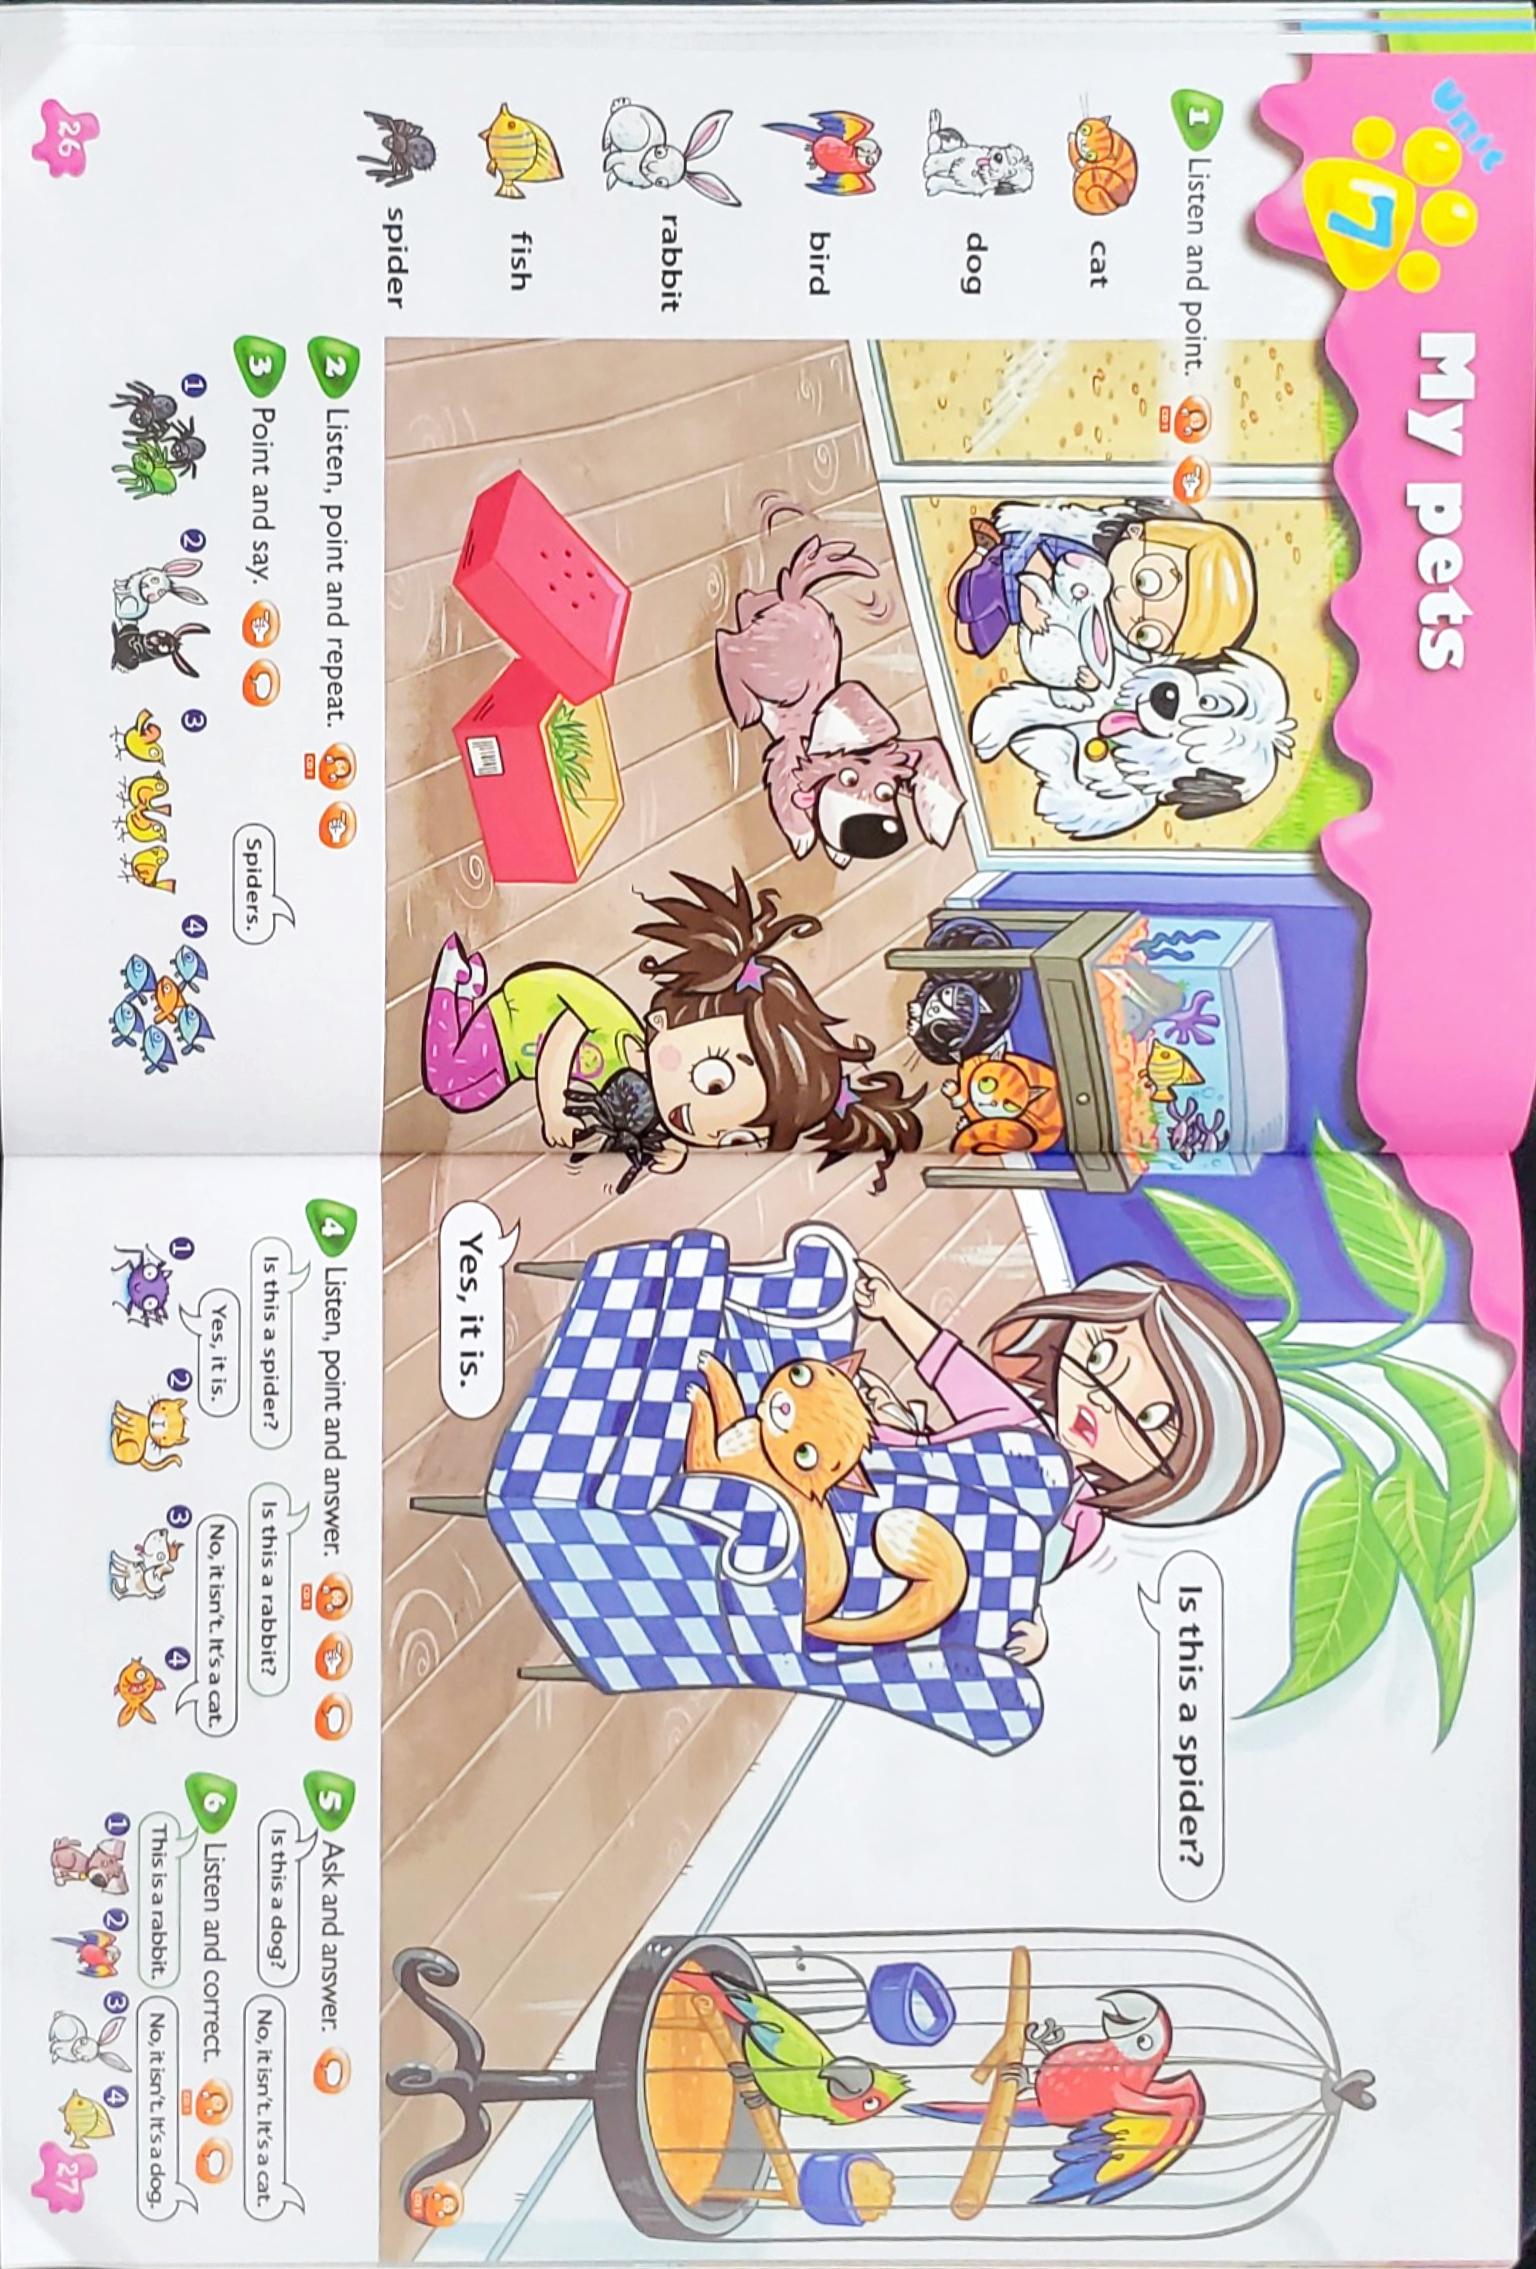 Unit
7
My pets
1 Listen and point.
CD 1
cat
dog
bird
rabbit
fish
spider
Is this a spider?
Yes, it is.
2 Listen, point and repeat.
CD 1
3 Point and say.
Spiders.
1 2 3 4
26
4 Listen, point and answer.
CD 1
Is this a spider? Is this a rabbit?
Yes, it is. No, it isn't. It's a cat.
1 2 3 4
5 Ask and answer.
Is this a dog? No, it isn't. It's a cat.
6 Listen and correct.
CD 1
This is a rabbit. No, it isn't. It's a dog.
1 2 3 4
27